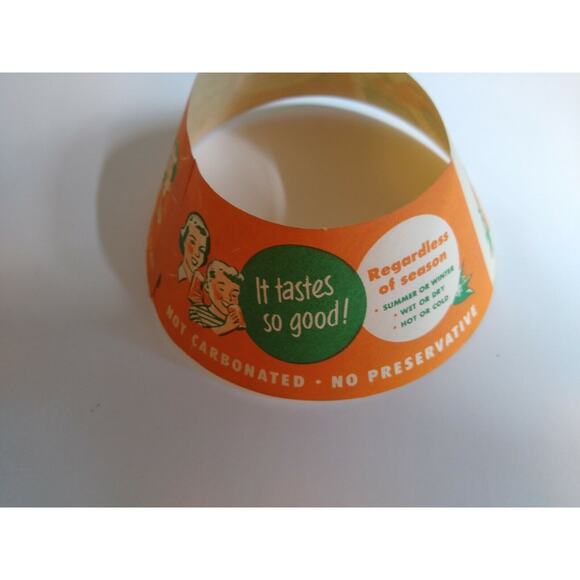 It tastes
so good!
Regardless
of season
• SUMMER OR WINTER
• WET OR DRY
• HOT OR COLD
NOT CARBONATED • NO PRESERVATIVE